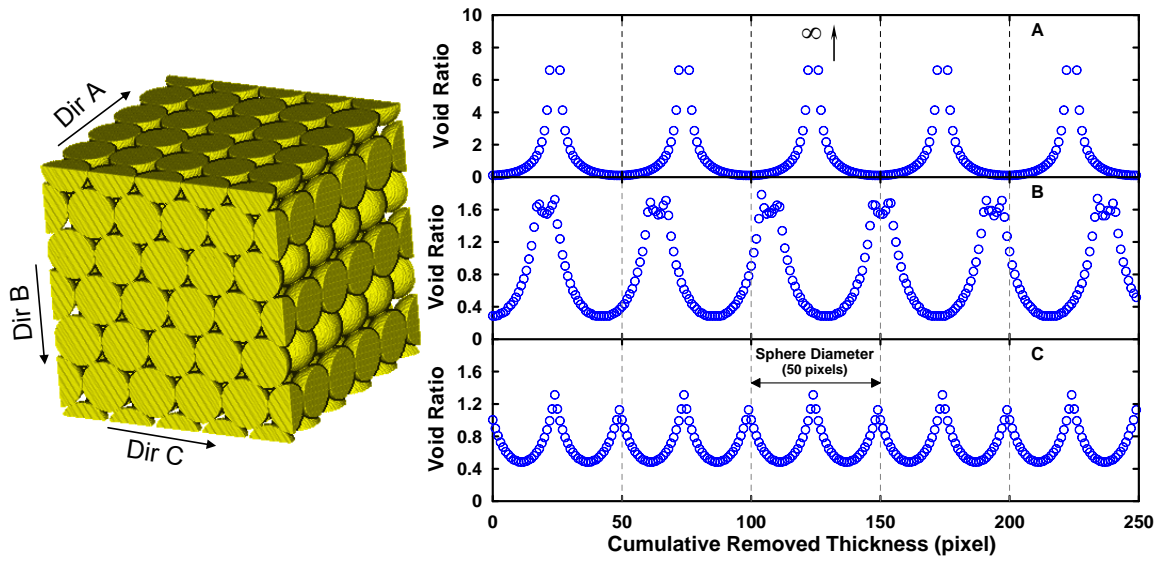 Dir A
Dir B
Dir C
Void Ratio
10
8
6
4
2
0
∞
A
Void Ratio
1.6
1.2
0.8
0.4
0
B
Void Ratio
1.6
1.2
0.8
0.4
0
C
Sphere Diameter
(50 pixels)
0 50 100 150 200 250
Cumulative Removed Thickness (pixel)